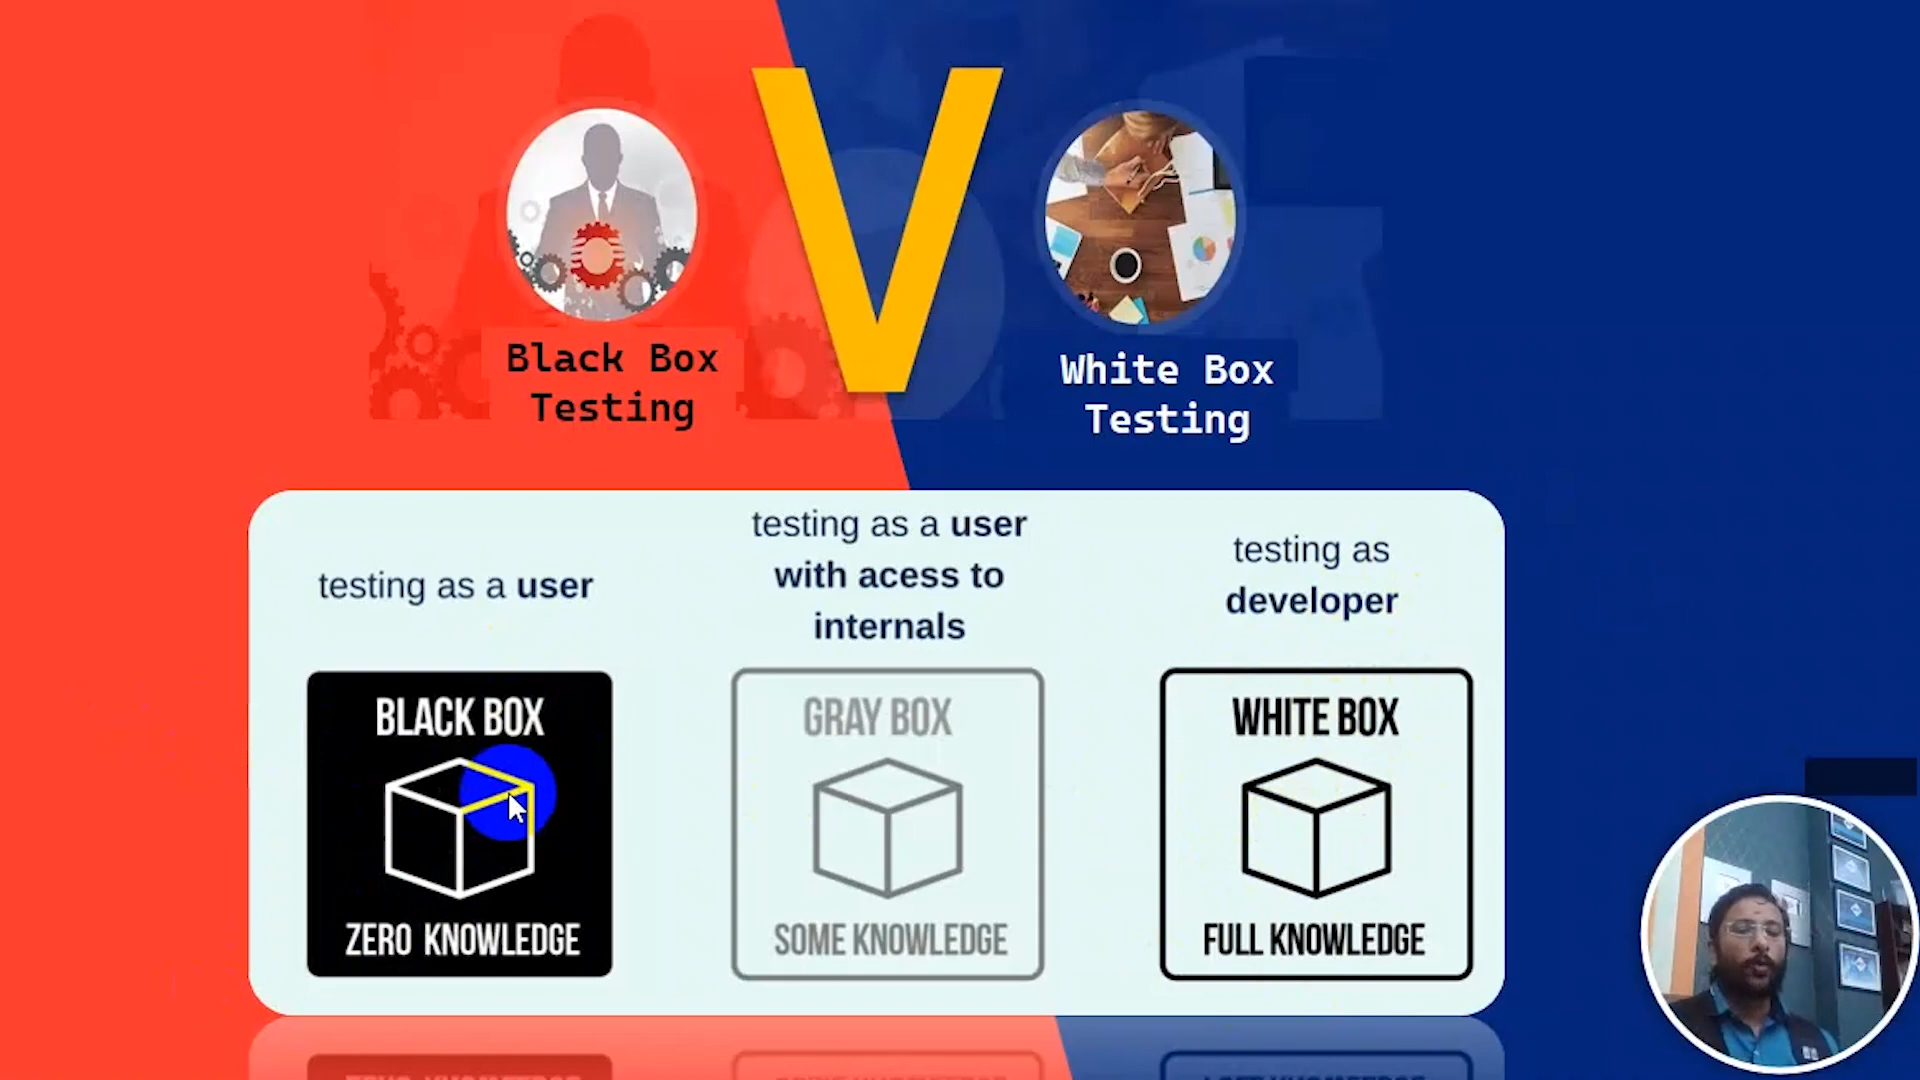 V
Black Box
Testing
White Box
Testing
testing as a user
testing as a user
with acess to
internals
testing as
developer
BLACK BOX
ZERO KNOWLEDGE
GRAY BOX
SOME KNOWLEDGE
WHITE BOX
FULL KNOWLEDGE